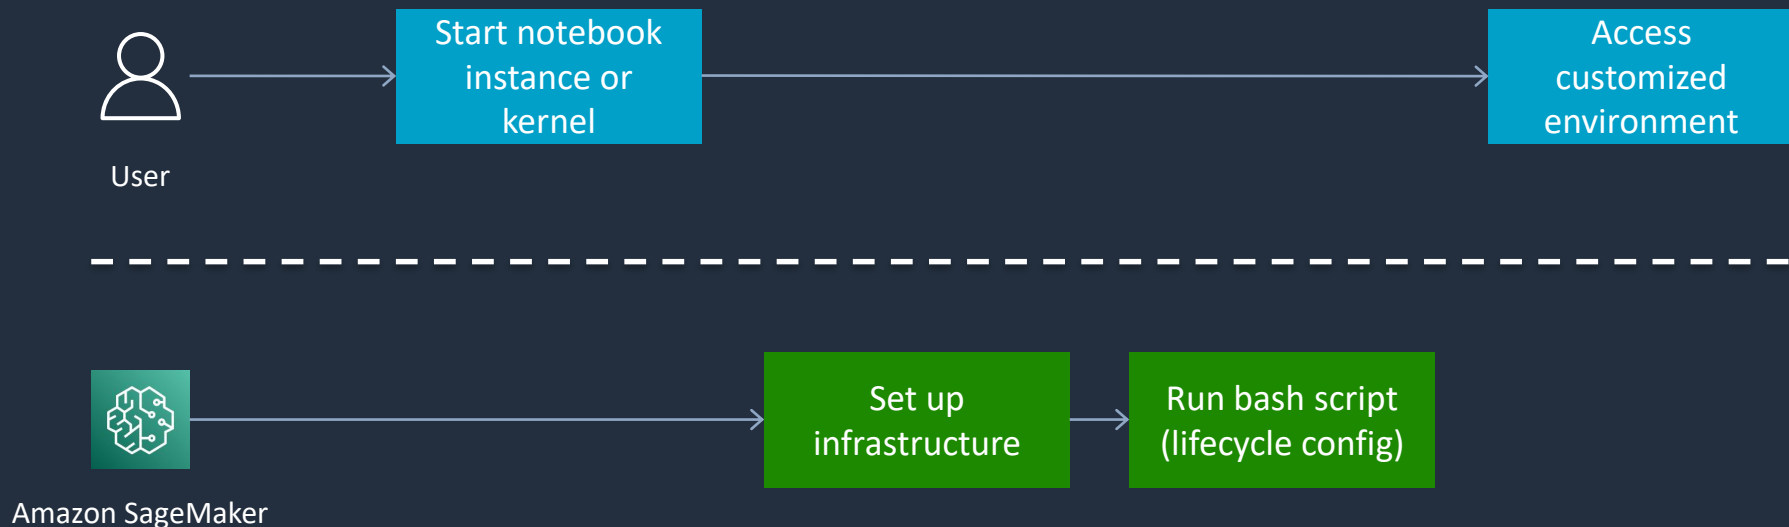 Start notebook
instance or
kernel
Access
customized
environment
User
Set up
infrastructure
Run bash script
(lifecycle config)
Amazon SageMaker